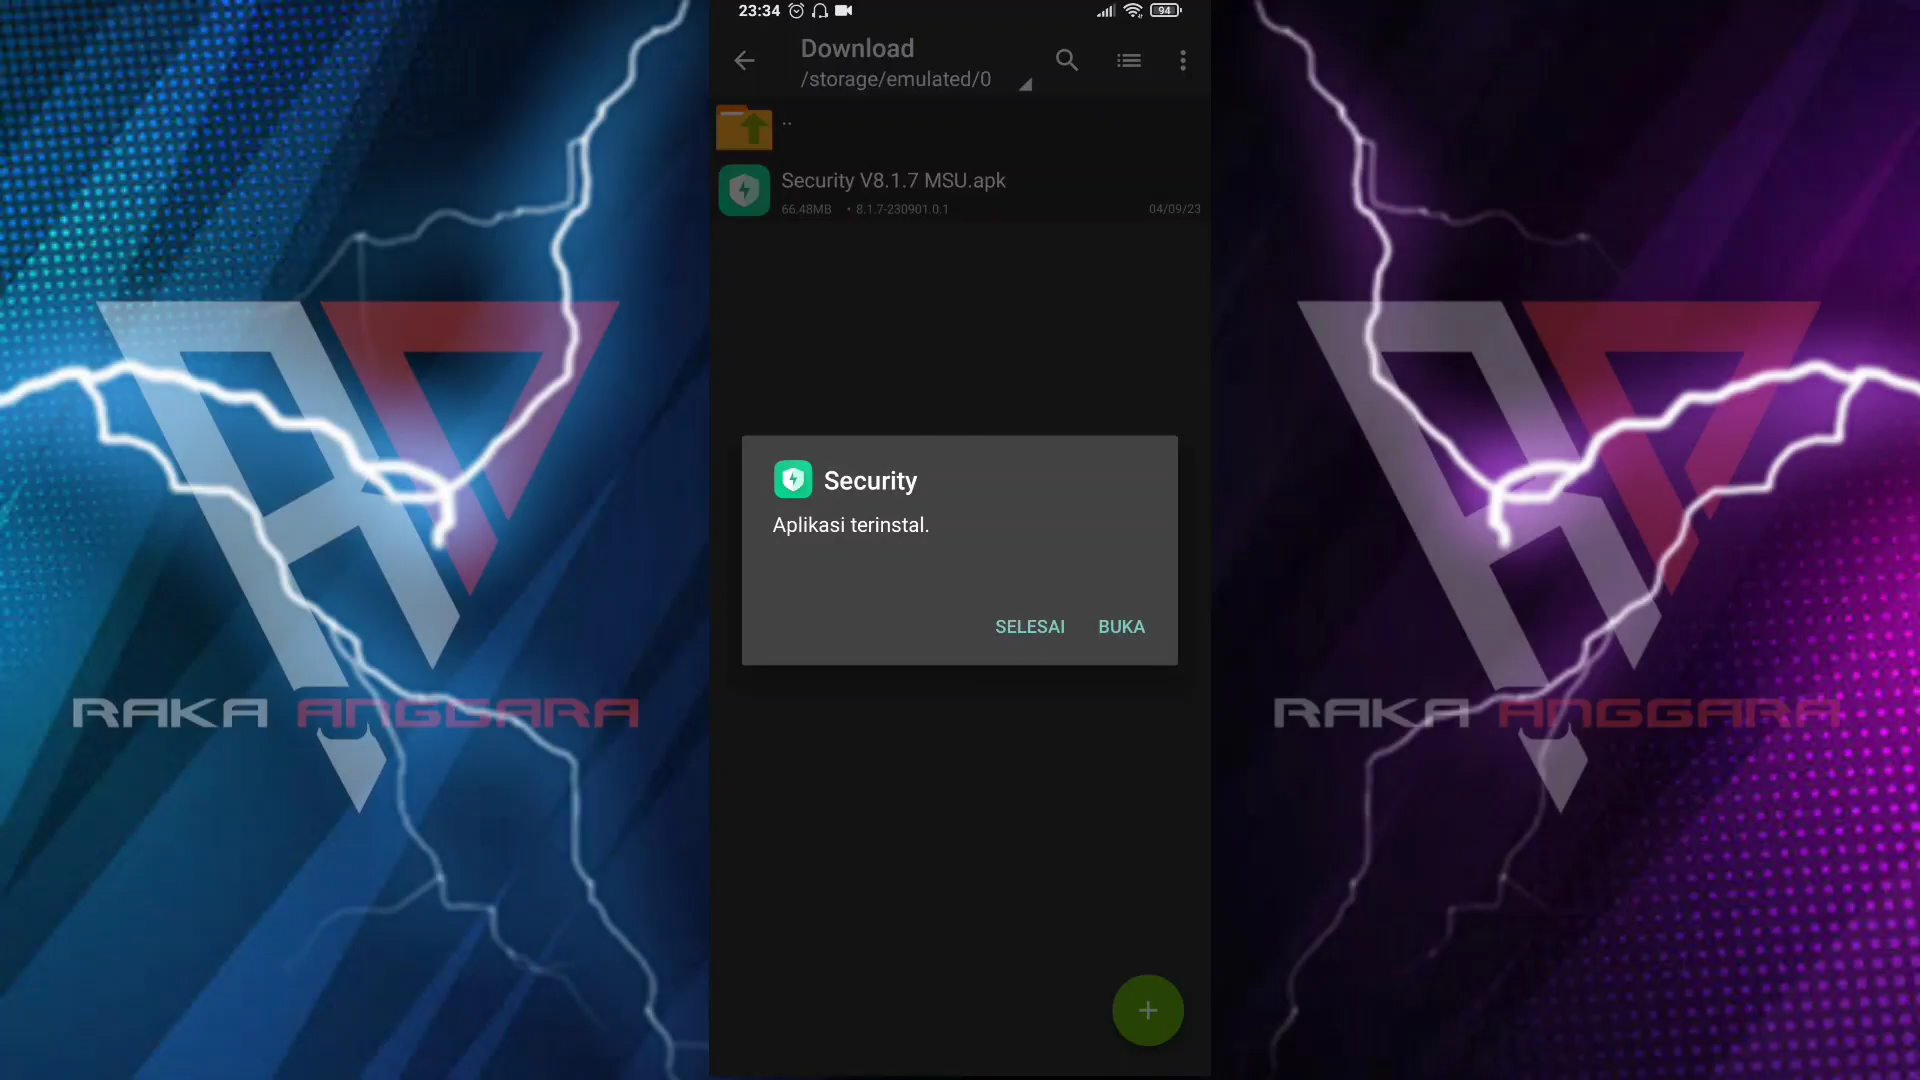 23:34
94
Download
/storage/emulated/0
..
Security V8.1.7 MSU.apk
66.48MB • 8.1.7-230901.0.1
04/09/23
Security
Aplikasi terinstal.
SELESAI
BUKA
RAKA ANGGARA
RAKA ANGGARA